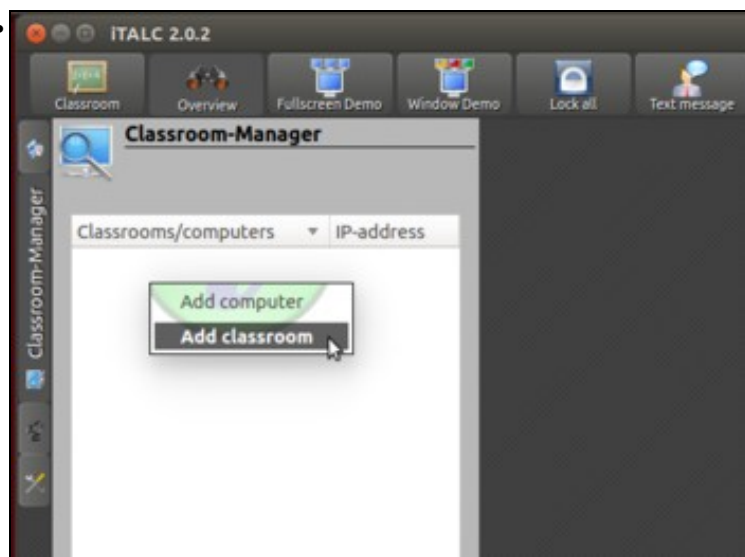 iTALC 2.0.2
Classroom Overview Fullscreen Demo Window Demo Lock all Text message
Classroom-Manager
Classroom-Manager
Classrooms/computers IP-address
Add computer
Add classroom